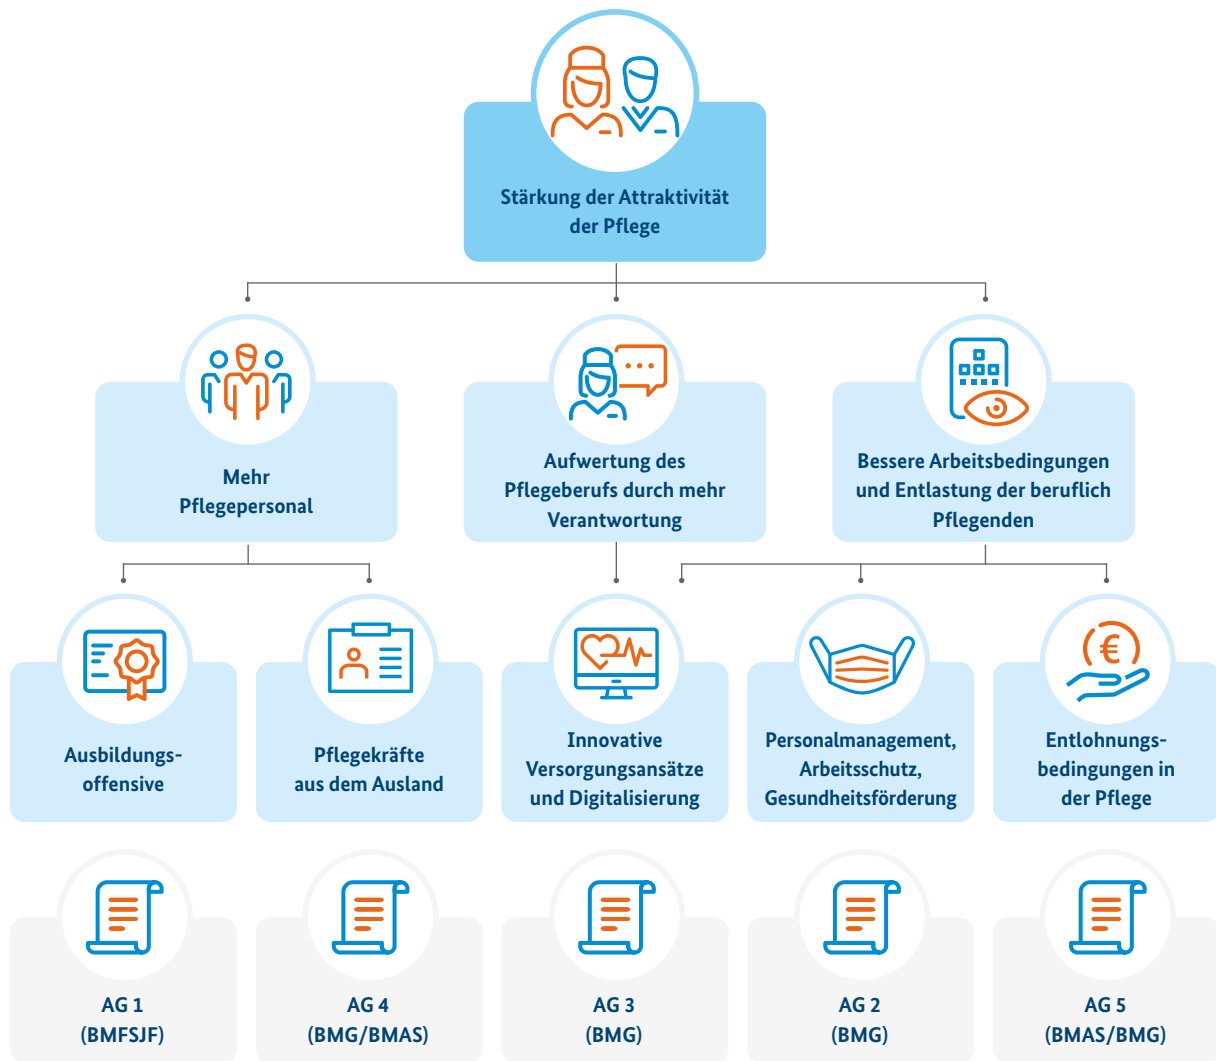 Stärkung der Attraktivität
der Pflege
Mehr
Pflegepersonal
Aufwertung des
Pflegeberufs durch mehr
Verantwortung
Bessere Arbeitsbedingungen
und Entlastung der beruflich
Pflegenden
Ausbildungs-
offensive
Pflegekräfte
aus dem Ausland
Innovative
Versorgungsansätze
und Digitalisierung
Personalmanagement,
Arbeitsschutz,
Gesundheitsförderung
€
Entlohnungs-
bedingungen in
der Pflege
AG 1
(BMFSJF)
AG 4
(BMG/BMAS)
AG 3
(BMG)
AG 2
(BMG)
AG 5
(BMAS/BMG)